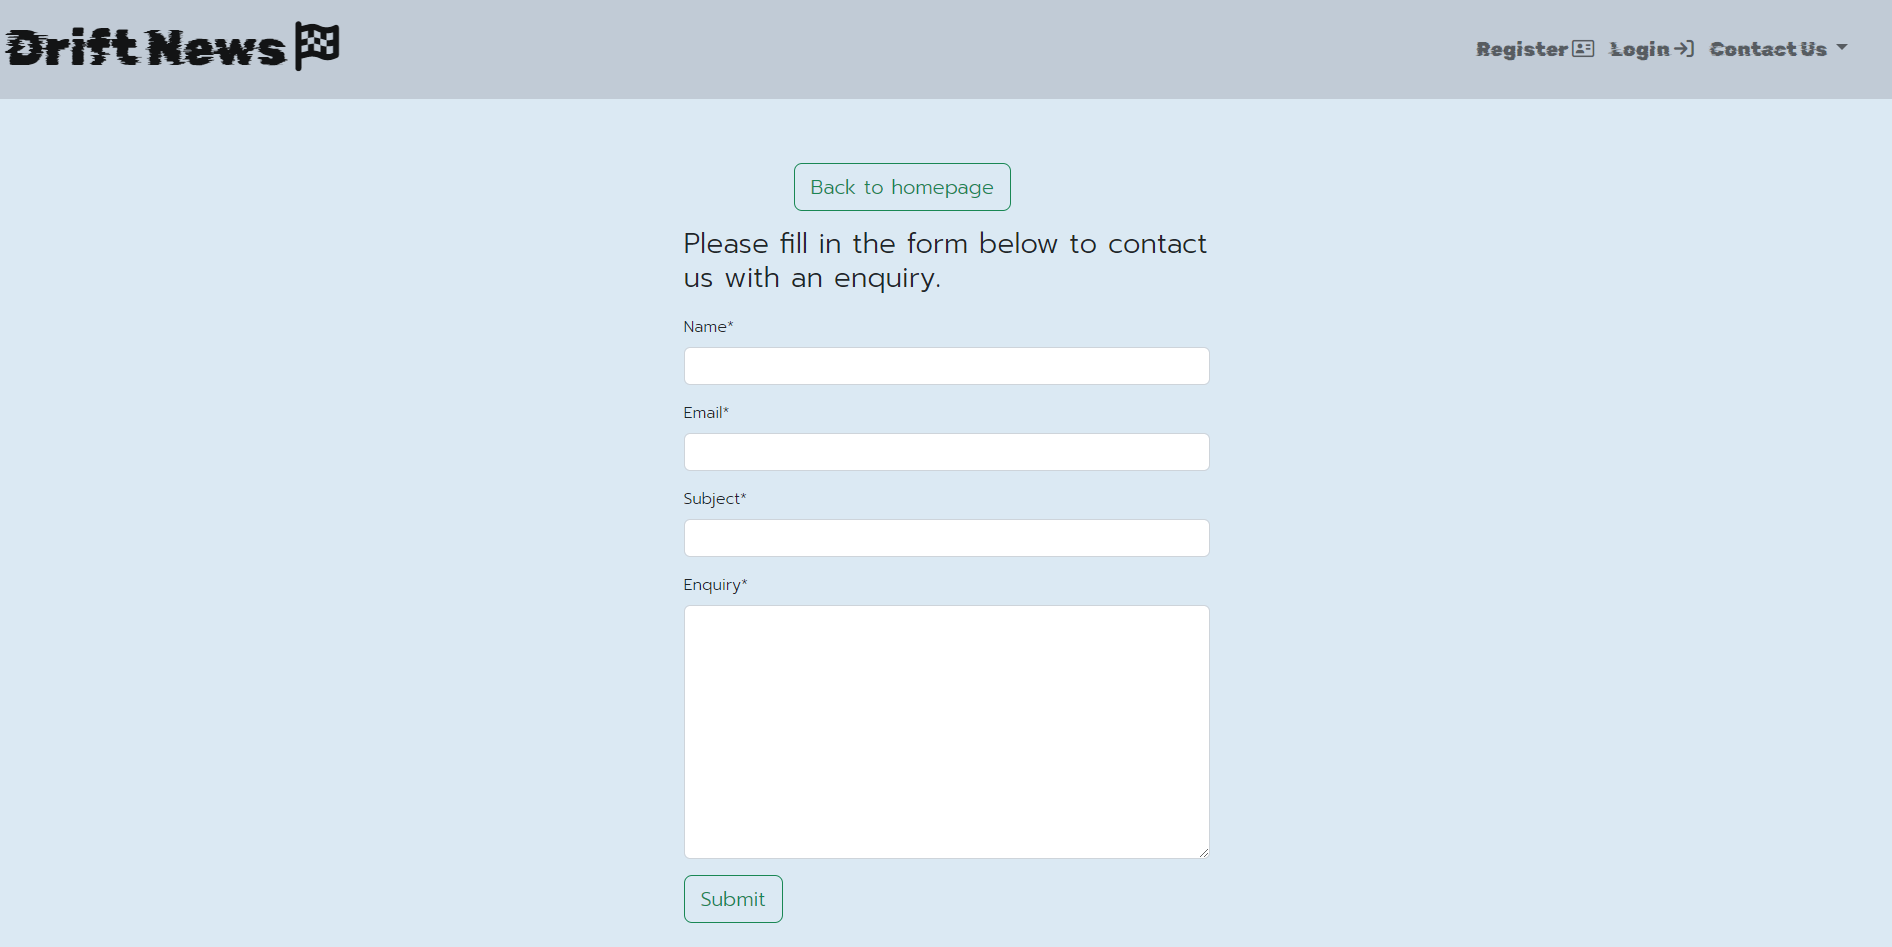 Drift News
Register Login Contact Us
Back to homepage
Please fill in the form below to contact
us with an enquiry.
Name*
Email*
Subject*
Enquiry*
Submit